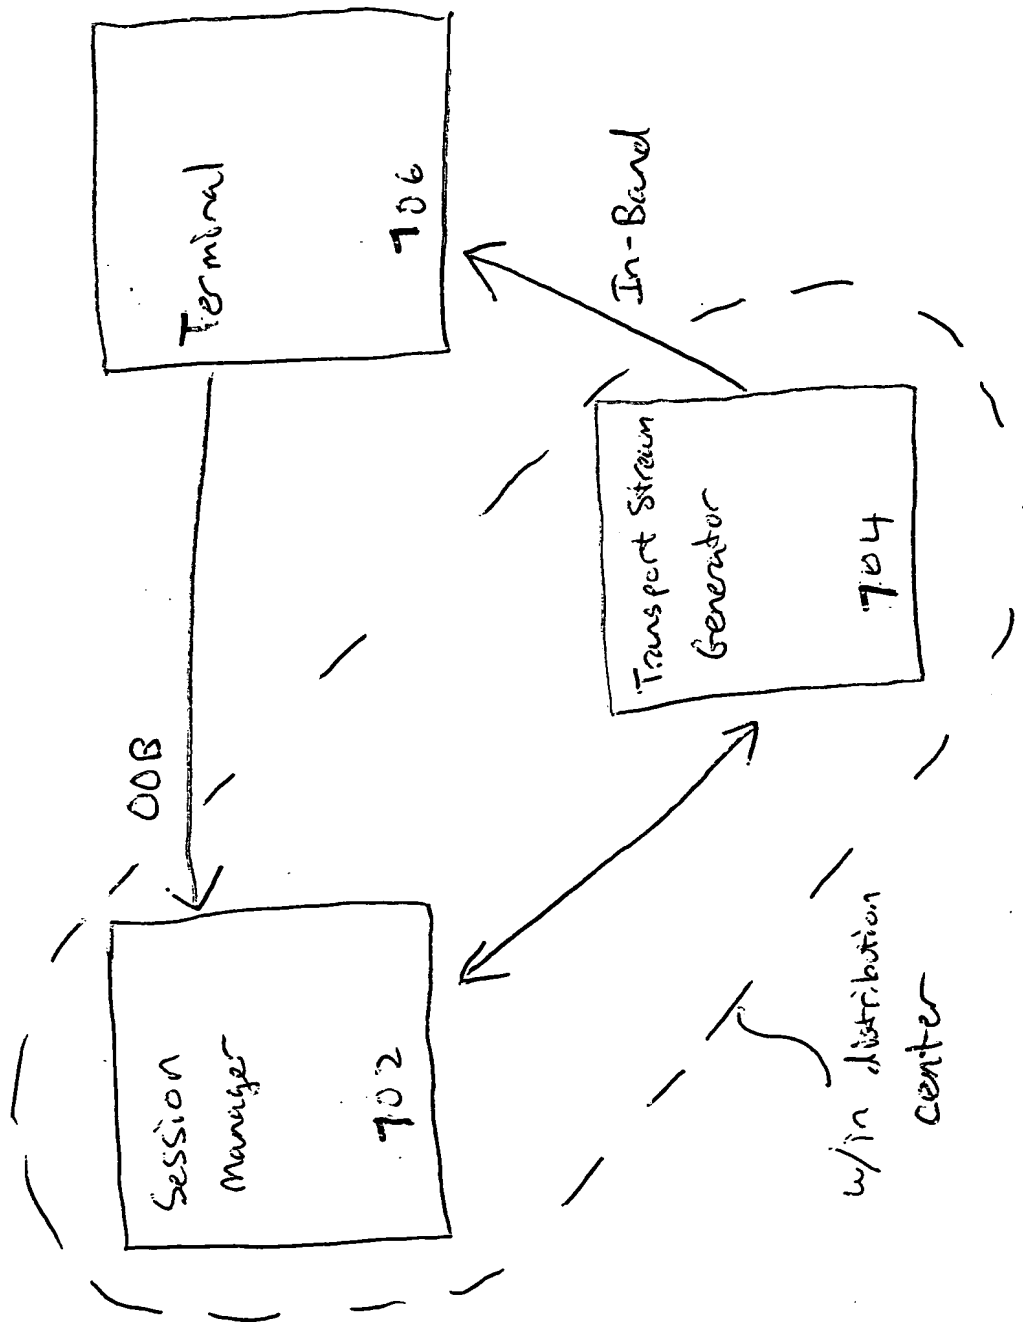 Session
Manager
702
OOB
Terminal
706
Transport Stream
Generator
704
In-Band
w/in distribution
center